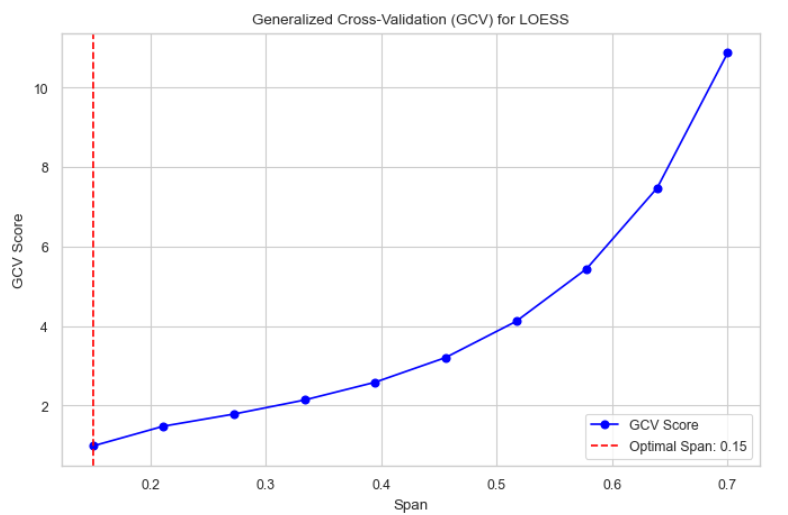 Generalized Cross-Validation (GCV) for LOESS
10
8
6
4
2
GCV Score
GCV Score
Optimal Span: 0.15
0.2 0.3 0.4 0.5 0.6 0.7
Span